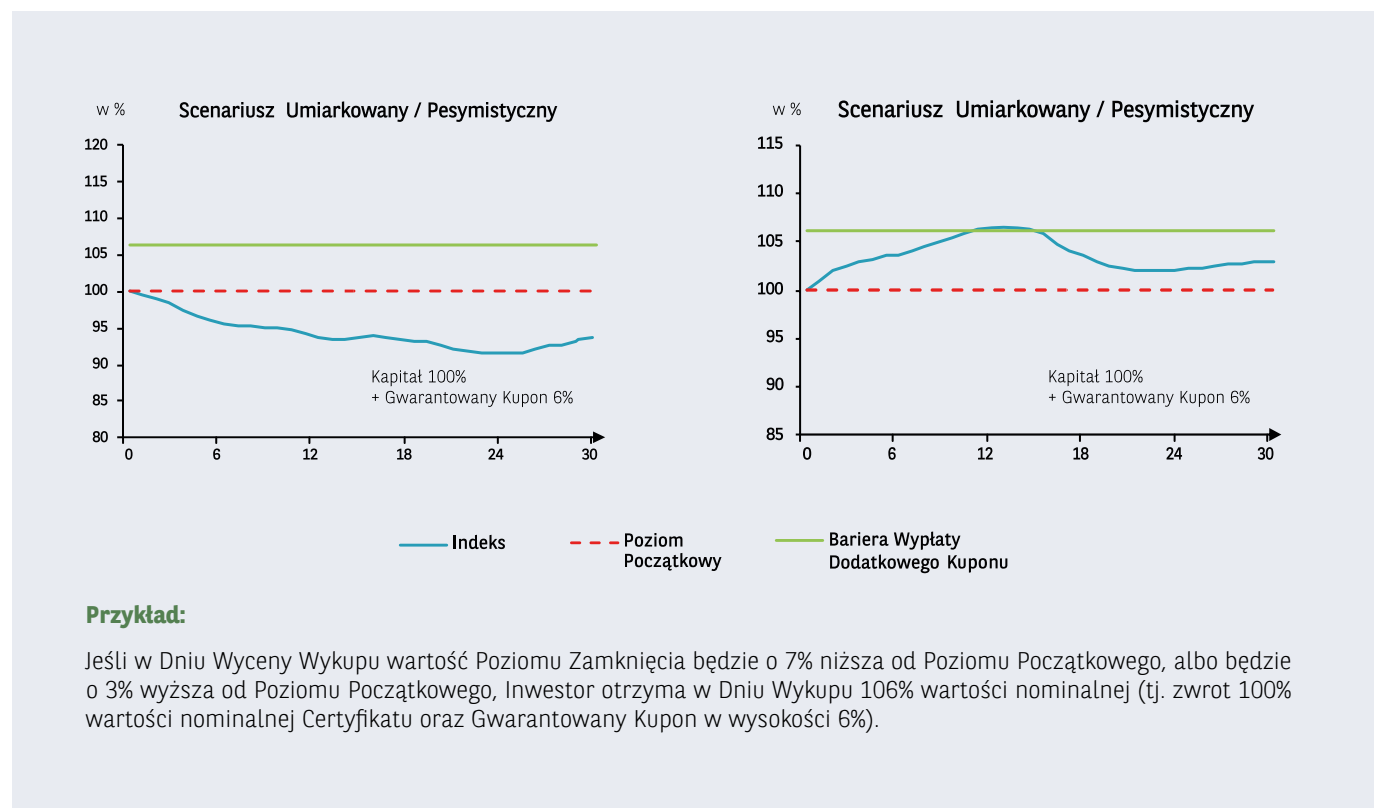 w %
Scenariusz Umiarkowany / Pesymistyczny
120
115
110
105
100
95
90
85
80
Kapitał 100%
+ Gwarantowany Kupon 6%
0 6 12 18 24 30
w %
Scenariusz Umiarkowany / Pesymistyczny
115
110
105
100
95
90
85
Kapitał 100%
+ Gwarantowany Kupon 6%
0 6 12 18 24 30
Indeks
Poziom
Początkowy
Bariera Wypłaty
Dodatkowego Kuponu
Przykład:
Jeśli w Dniu Wyceny Wykupu wartość Poziomu Zamknięcia będzie o 7% niższa od Poziomu Początkowego, albo będzie
o 3% wyższa od Poziomu Początkowego, Inwestor otrzyma w Dniu Wykupu 106% wartości nominalnej (tj. zwrot 100%
wartości nominalnej Certyfikatu oraz Gwarantowany Kupon w wysokości 6%).